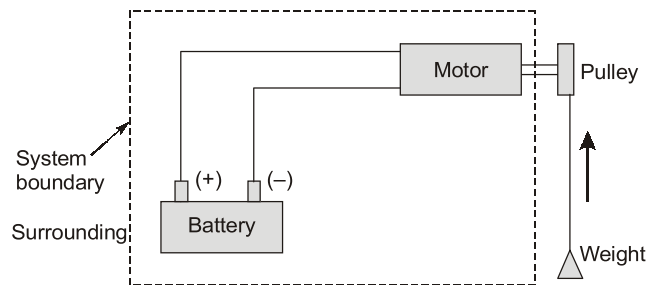 Motor
Pulley
System
boundary
(+)
(–)
Surrounding
Battery
Weight